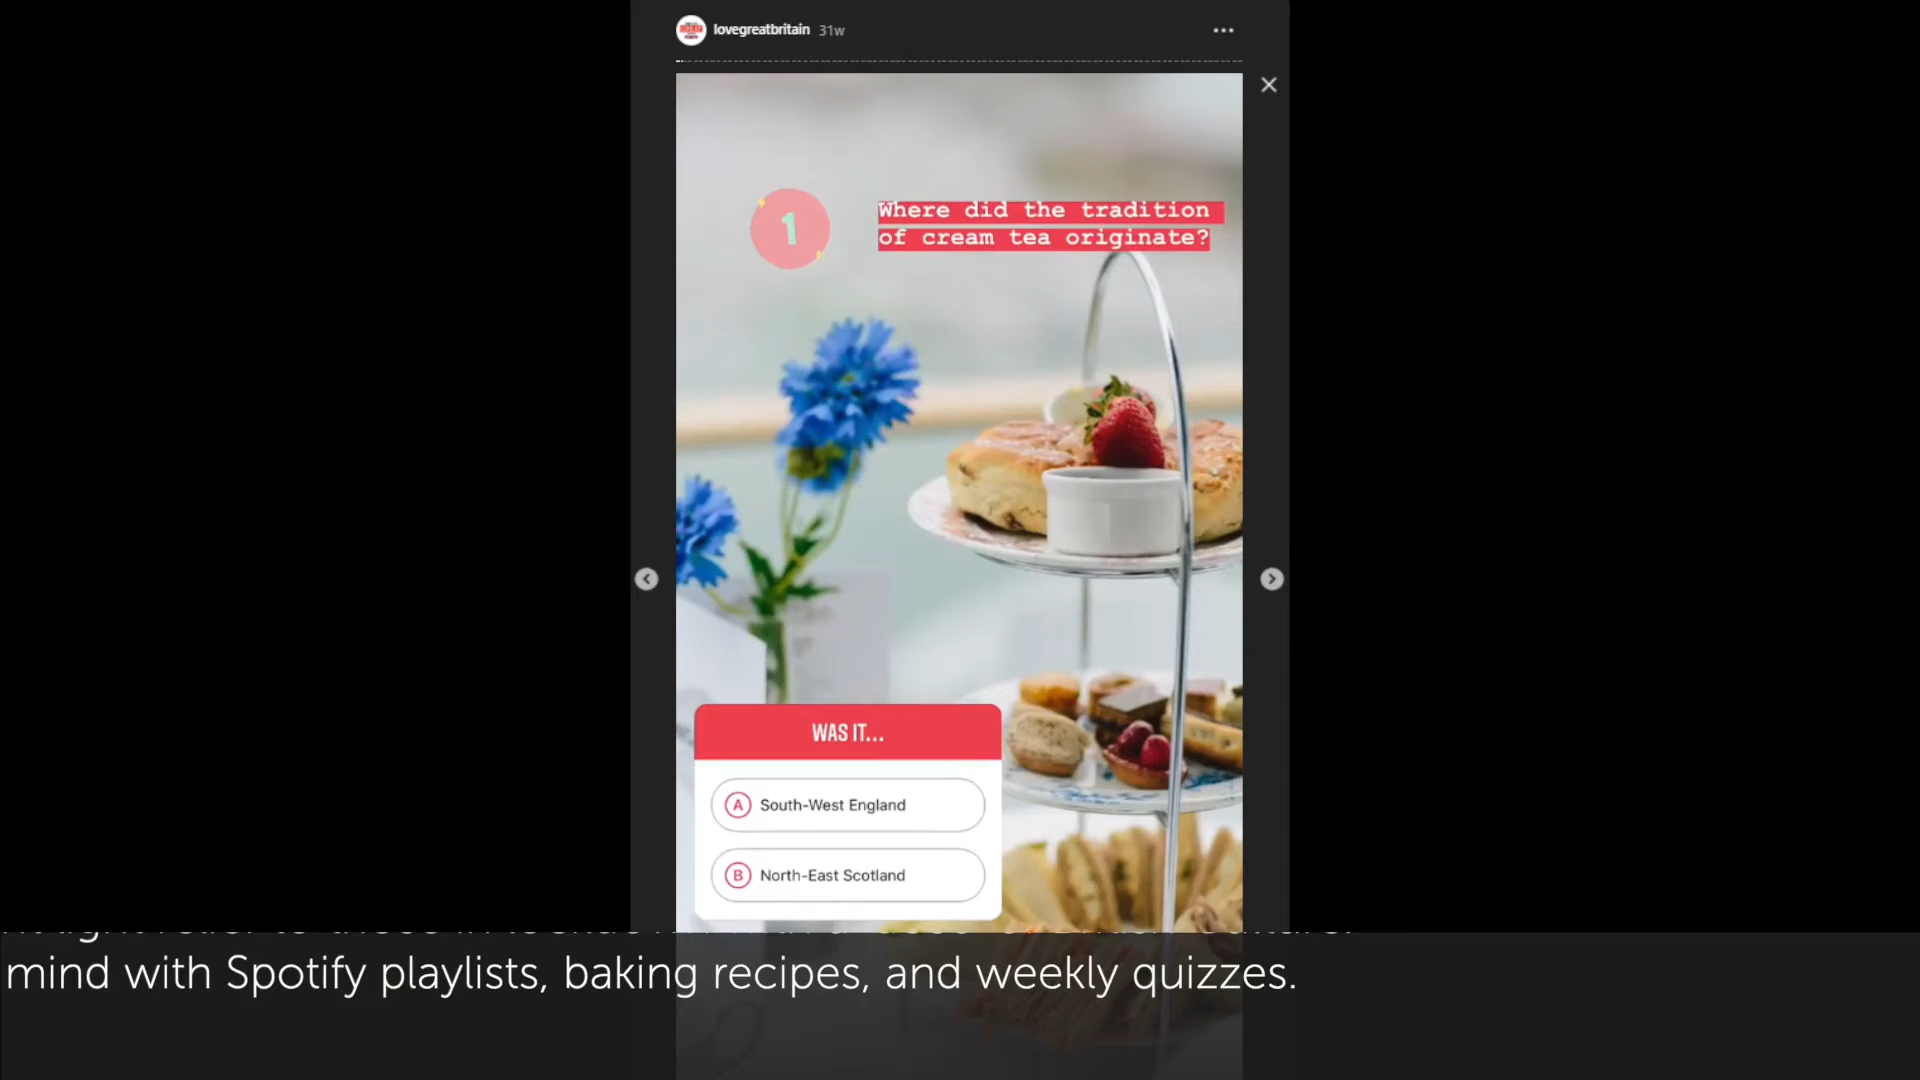 lovegreatbritain 31w
1
Where did the tradition
of cream tea originate?
WAS IT...
A South-West England
B North-East Scotland
mind with Spotify playlists, baking recipes, and weekly quizzes.